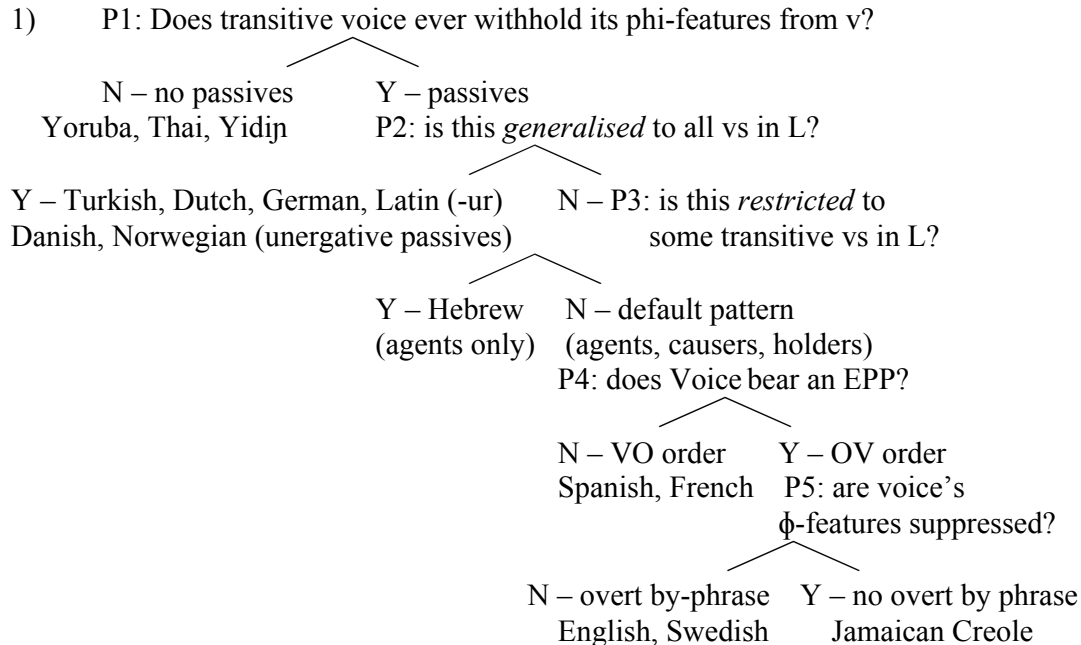 1) P1: Does transitive voice ever withhold its phi-features from v?
N – no passives Y – passives
Yoruba, Thai, Yidiɲ P2: is this generalised to all vs in L?
Y – Turkish, Dutch, German, Latin (-ur) N – P3: is this restricted to
Danish, Norwegian (unergative passives) some transitive vs in L?
Y – Hebrew N – default pattern
(agents only) (agents, causers, holders)
P4: does Voice bear an EPP?
N – VO order Y – OV order
Spanish, French P5: are voice's
ϕ-features suppressed?
N – overt by-phrase Y – no overt by phrase
English, Swedish Jamaican Creole